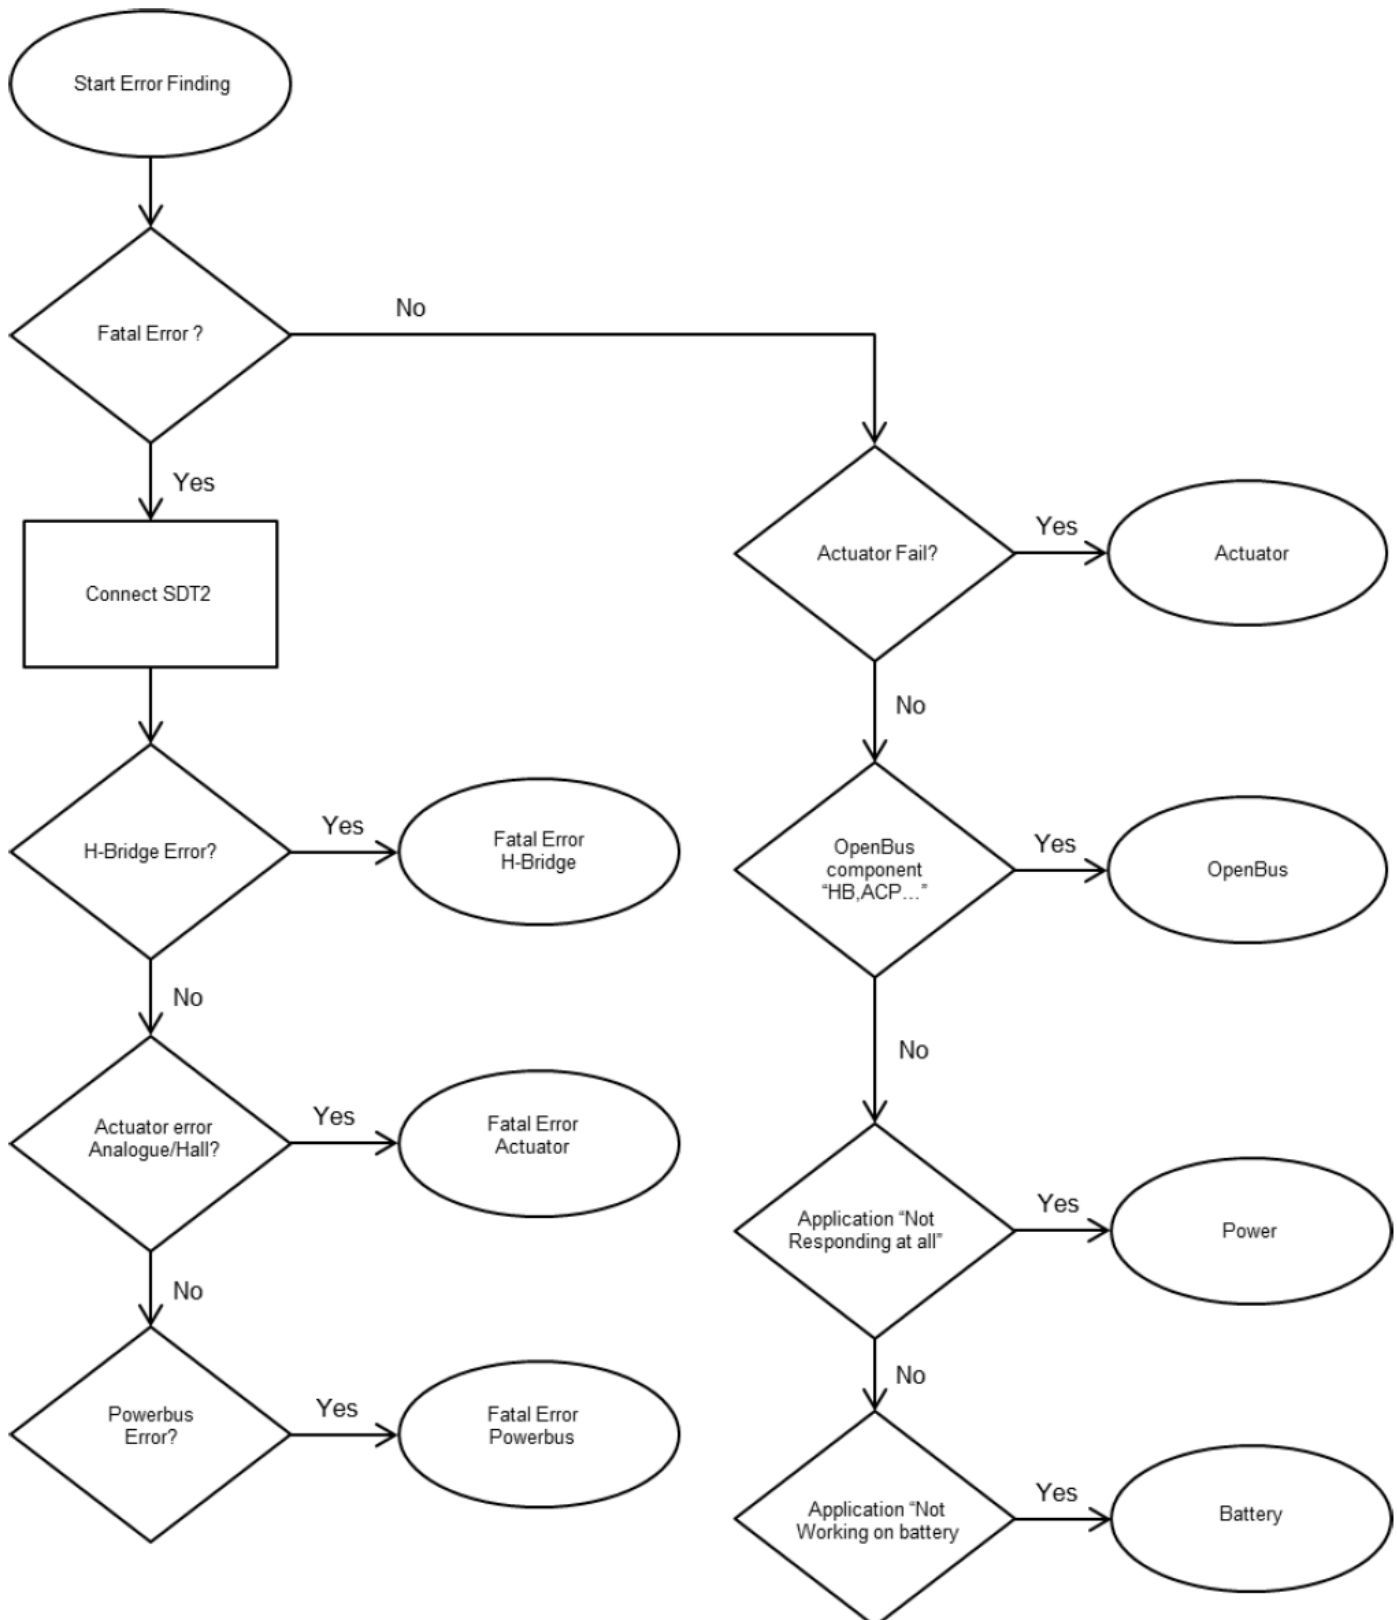 Start Error Finding
Fatal Error ?
No
Yes
Connect SDT2
H-Bridge Error?
Yes
Fatal Error
H-Bridge
No
Actuator error
Analogue/Hall?
Yes
Fatal Error
Actuator
No
Powerbus
Error?
Yes
Fatal Error
Powerbus
Actuator Fail?
Yes
Actuator
No
OpenBus
component
“HB,ACP...”
Yes
OpenBus
No
Application “Not
Responding at all”
Yes
Power
No
Application “Not
Working on battery
Yes
Battery